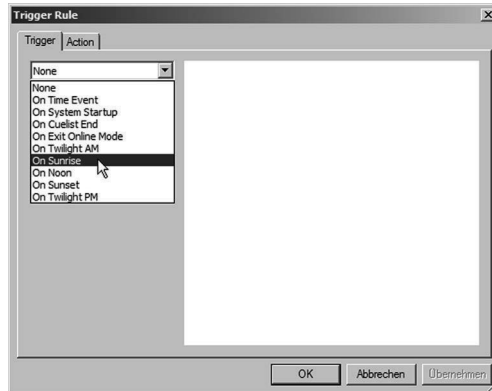 Trigger Rule
Trigger Action
None
None
On Time Event
On System Startup
On Cuelist End
On Exit Online Mode
On Twilight AM
On Sunrise
On Noon
On Sunset
On Twilight PM
OK Abbrechen Übernehmen